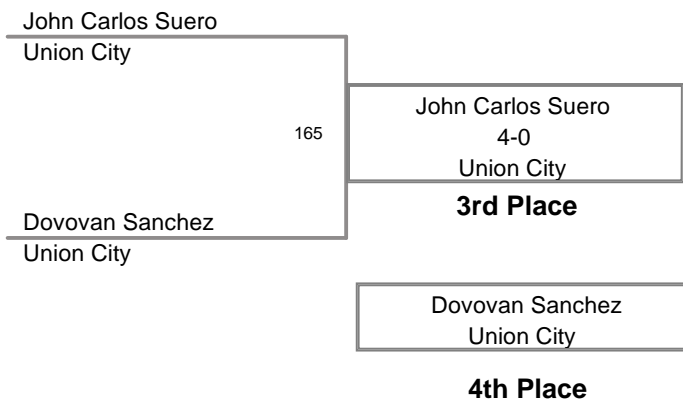 John Carlos Suero
Union City
165
John Carlos Suero
4-0
Union City
3rd Place
Dovovan Sanchez
Union City
Dovovan Sanchez
Union City
4th Place